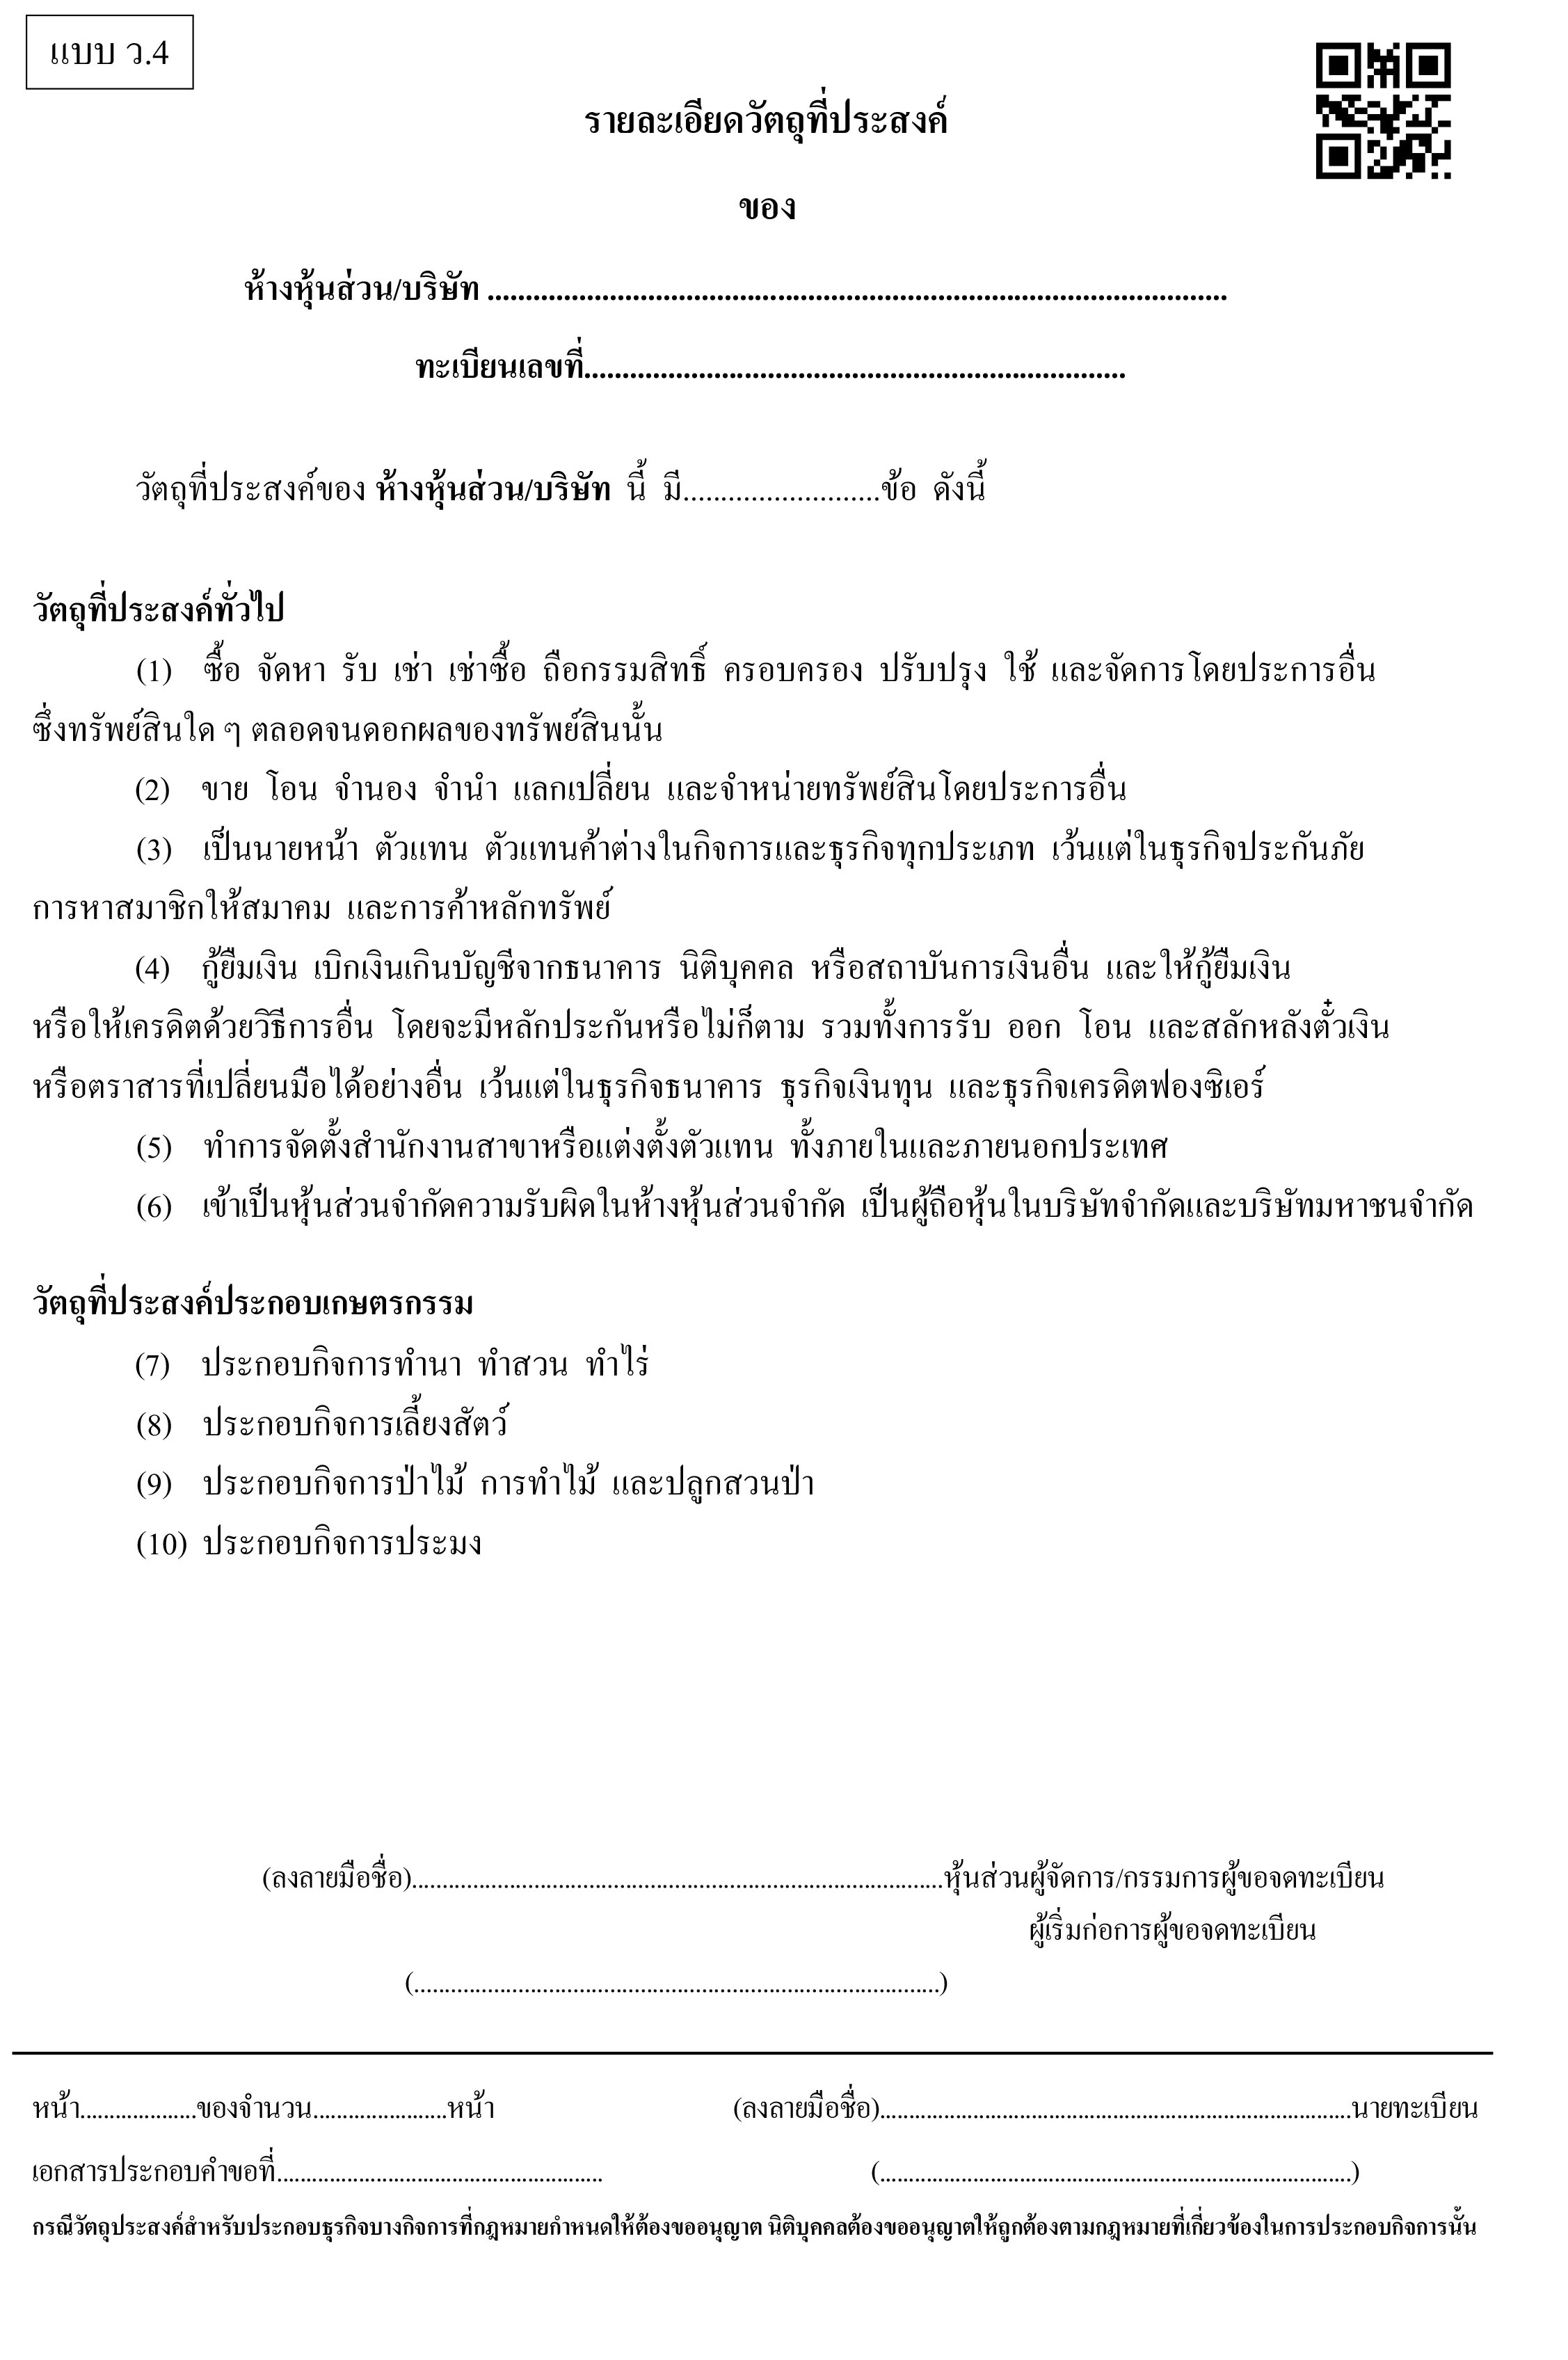 แบบ ว.4
รายละเอียดวัตถุที่ประสงค์
ของ
ห้างหุ้นส่วน/บริษัท ................................................................................................
ทะเบียนเลขที่......................................................................
วัตถุที่ประสงค์ของ ห้างหุ้นส่วน/บริษัท นี้ มี..........................ข้อ ดังนี้
วัตถุที่ประสงค์ทั่วไป
(1) ซื้อ จัดหา รับ เช่า เช่าซื้อ ถือกรรมสิทธิ์ ครอบครอง ปรับปรุง ใช้ และจัดการโดยประการอื่น
ซึ่งทรัพย์สินใด ๆ ตลอดจนดอกผลของทรัพย์สินนั้น
(2) ขาย โอน จำนอง จำนำ แลกเปลี่ยน และจำหน่ายทรัพย์สินโดยประการอื่น
(3) เป็นนายหน้า ตัวแทน ตัวแทนค้าต่างในกิจการและธุรกิจทุกประเภท เว้นแต่ในธุรกิจประกันภัย
การหาสมาชิกให้สมาคม และการค้าหลักทรัพย์
(4) กู้ยืมเงิน เบิกเงินเกินบัญชีจากธนาคาร นิติบุคคล หรือสถาบันการเงินอื่น และให้กู้ยืมเงิน
หรือให้เครดิตด้วยวิธีการอื่น โดยจะมีหลักประกันหรือไม่ก็ตาม รวมทั้งการรับ ออก โอน และสลักหลังตั๋วเงิน
หรือตราสารที่เปลี่ยนมือได้อย่างอื่น เว้นแต่ในธุรกิจธนาคาร ธุรกิจเงินทุน และธุรกิจเครดิตฟองซิเอร์
(5) ทำการจัดตั้งสำนักงานสาขาหรือแต่งตั้งตัวแทน ทั้งภายในและภายนอกประเทศ
(6) เข้าเป็นหุ้นส่วนจำกัดความรับผิดในห้างหุ้นส่วนจำกัด เป็นผู้ถือหุ้นในบริษัทจำกัดและบริษัทมหาชนจำกัด
วัตถุที่ประสงค์ประกอบเกษตรกรรม
(7) ประกอบกิจการทำนา ทำสวน ทำไร่
(8) ประกอบกิจการเลี้ยงสัตว์
(9) ประกอบกิจการป่าไม้ การทำไม้ และปลูกสวนป่า
(10) ประกอบกิจการประมง
(ลงลายมือชื่อ)........................................................................................หุ้นส่วนผู้จัดการ/กรรมการผู้ขอจดทะเบียน
ผู้เริ่มก่อการผู้ขอจดทะเบียน
(.......................................................................................)
หน้า....................ของจำนวน.......................หน้า (ลงลายมือชื่อ)................................................................................นายทะเบียน
เอกสารประกอบคำขอที่........................................................ (.................................................................................)
กรณีวัตถุประสงค์สำหรับประกอบธุรกิจบางกิจการที่กฎหมายกำหนดให้ต้องขออนุญาต นิติบุคคลต้องขออนุญาตให้ถูกต้องตามกฎหมายที่เกี่ยวข้องในการประกอบกิจการนั้น